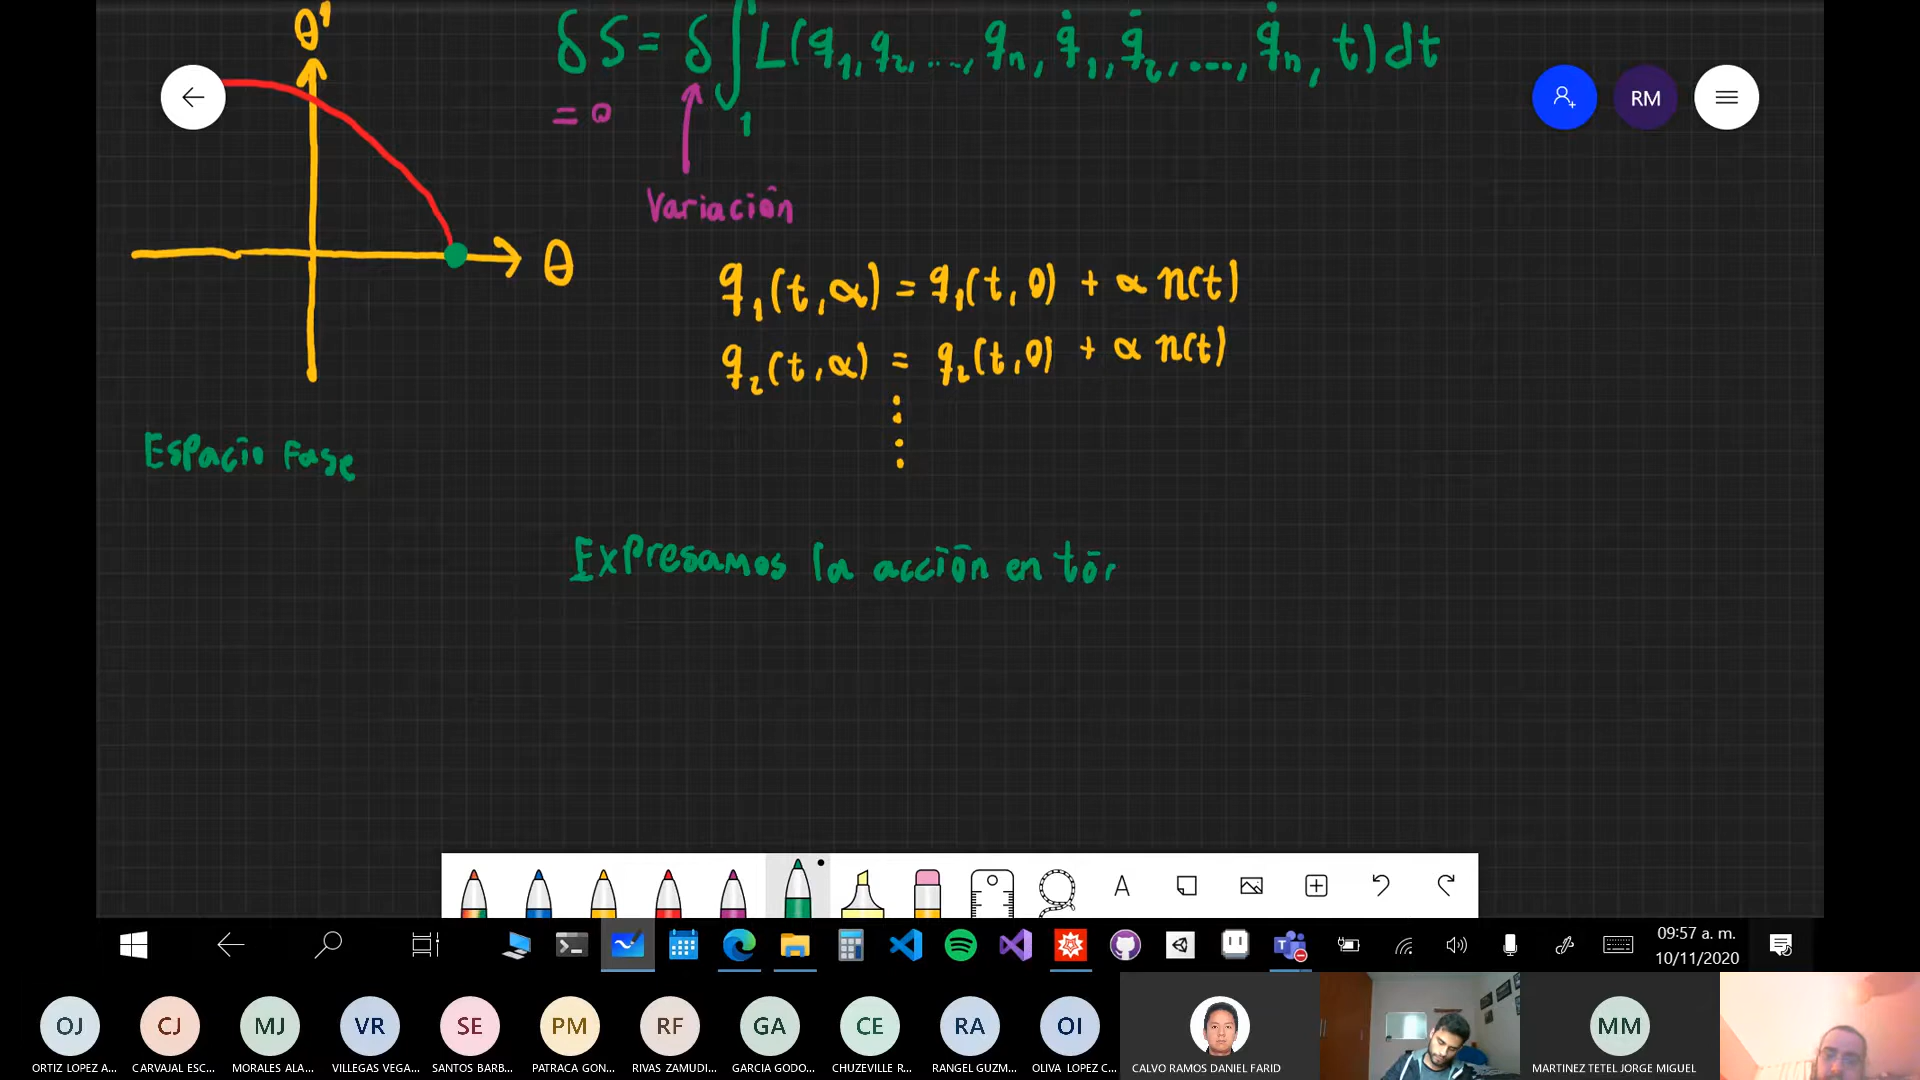 θ'
δS = δ∫₁ L(q₁, q₂, ..., qₙ, q̇₁, q̇₂, ..., q̇ₙ, t) dt
= 0
1
Variación
θ
q₁(t, α) = q₁(t, 0) + α η(t)
q₂(t, α) = q₂(t, 0) + α η(t)
Espacio Fase
Expresamos la acción en tér
RM
A
09:57 a. m.
10/11/2020
OJ CJ MJ VR SE PM RF GA CE RA OI MM
ORTIZ LOPEZ A... CARVAJAL ESC... MORALES ALA... VILLEGAS VEGA... SANTOS BARB... PATRACA GON... RIVAS ZAMUDI... GARCIA GODO... CHUZEVILLE R... RANGEL GUZM... OLIVA LOPEZ C... CALVO RAMOS DANIEL FARID MARTINEZ TETEL JORGE MIGUEL